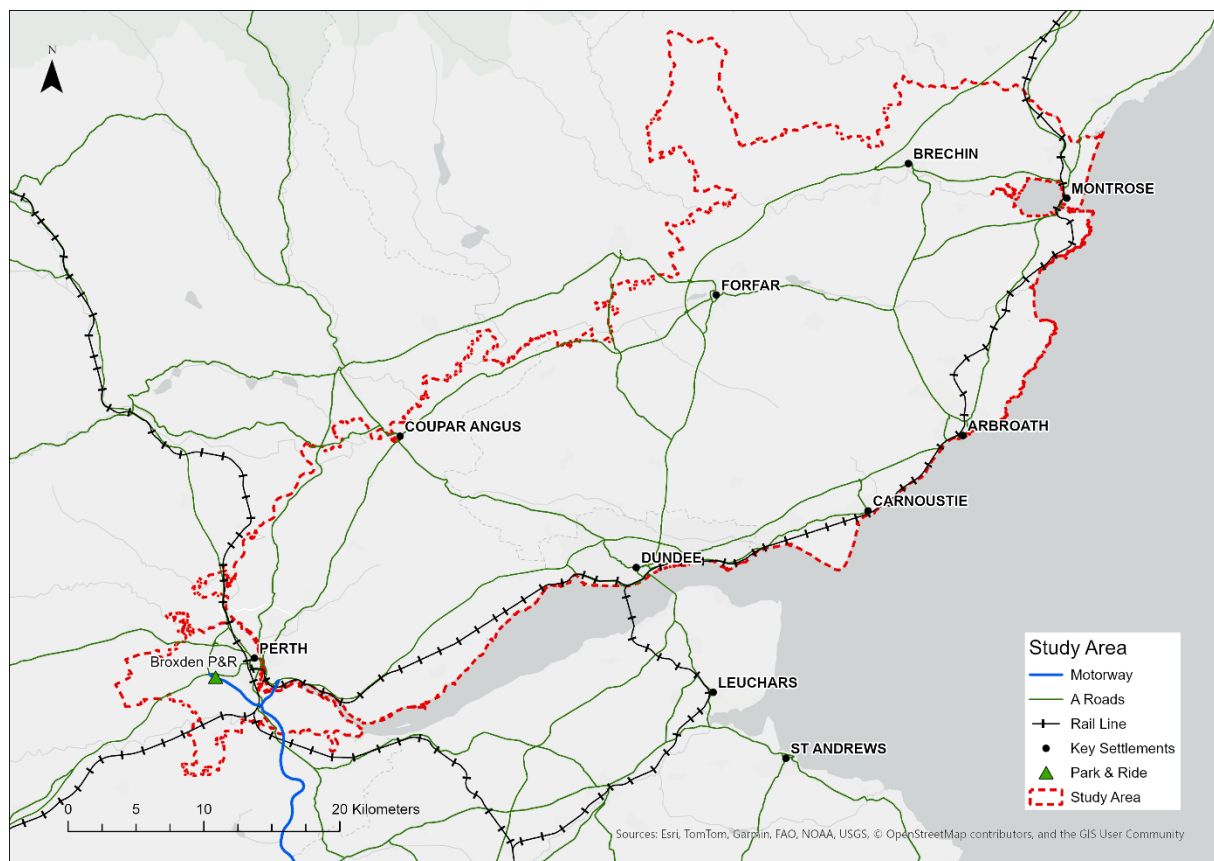 N
BRECHIN
MONTROSE
FORFAR
COUPAR ANGUS
ARBROATH
CARNOUSTIE
DUNDEE
PERTH
Broxden P&R
LEUCHARS
ST ANDREWS
Study Area
Motorway
A Roads
Rail Line
Key Settlements
Park & Ride
Study Area
0 5 10 20 Kilometers
Sources: Esri, TomTom, Garmin, FAO, NOAA, USGS, © OpenStreetMap contributors, and the GIS User Community